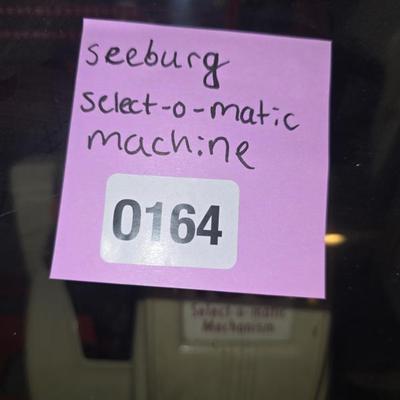 seeburg
select-o-matic
machine
0164
Select-o-matic
Mechanism